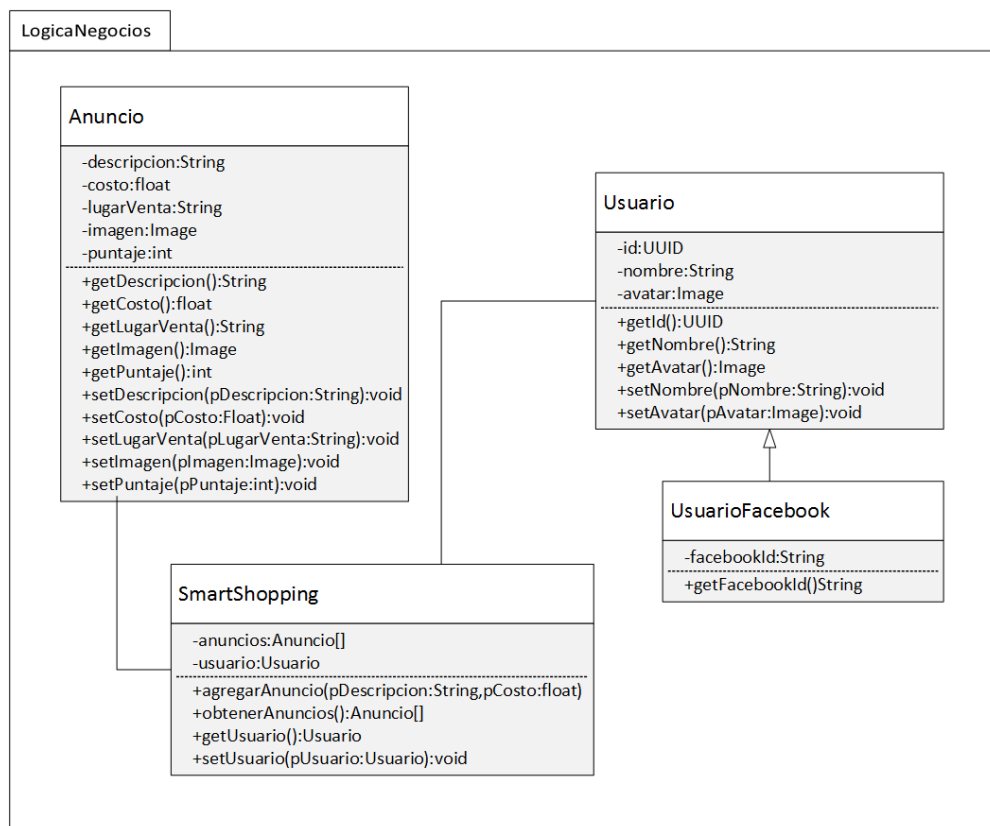 LogicaNegocios
Anuncio
-descripcion:String
-costo:float
-lugarVenta:String
-imagen:Image
-puntaje:int
+getDescripcion():String
+getCosto():float
+getLugarVenta():String
+getImagen():Image
+getPuntaje():int
+setDescripcion(pDescripcion:String):void
+setCosto(pCosto:Float):void
+setLugarVenta(pLugarVenta:String):void
+setImagen(pImagen:Image):void
+setPuntaje(pPuntaje:int):void
Usuario
-id:UUID
-nombre:String
-avatar:Image
+getId():UUID
+getNombre():String
+getAvatar():Image
+setNombre(pNombre:String):void
+setAvatar(pAvatar:Image):void
UsuarioFacebook
-facebookId:String
+getFacebookId()String
SmartShopping
-anuncios:Anuncio[]
-usuario:Usuario
+agregarAnuncio(pDescripcion:String,pCosto:float)
+obtenerAnuncios():Anuncio[]
+getUsuario():Usuario
+setUsuario(pUsuario:Usuario):void